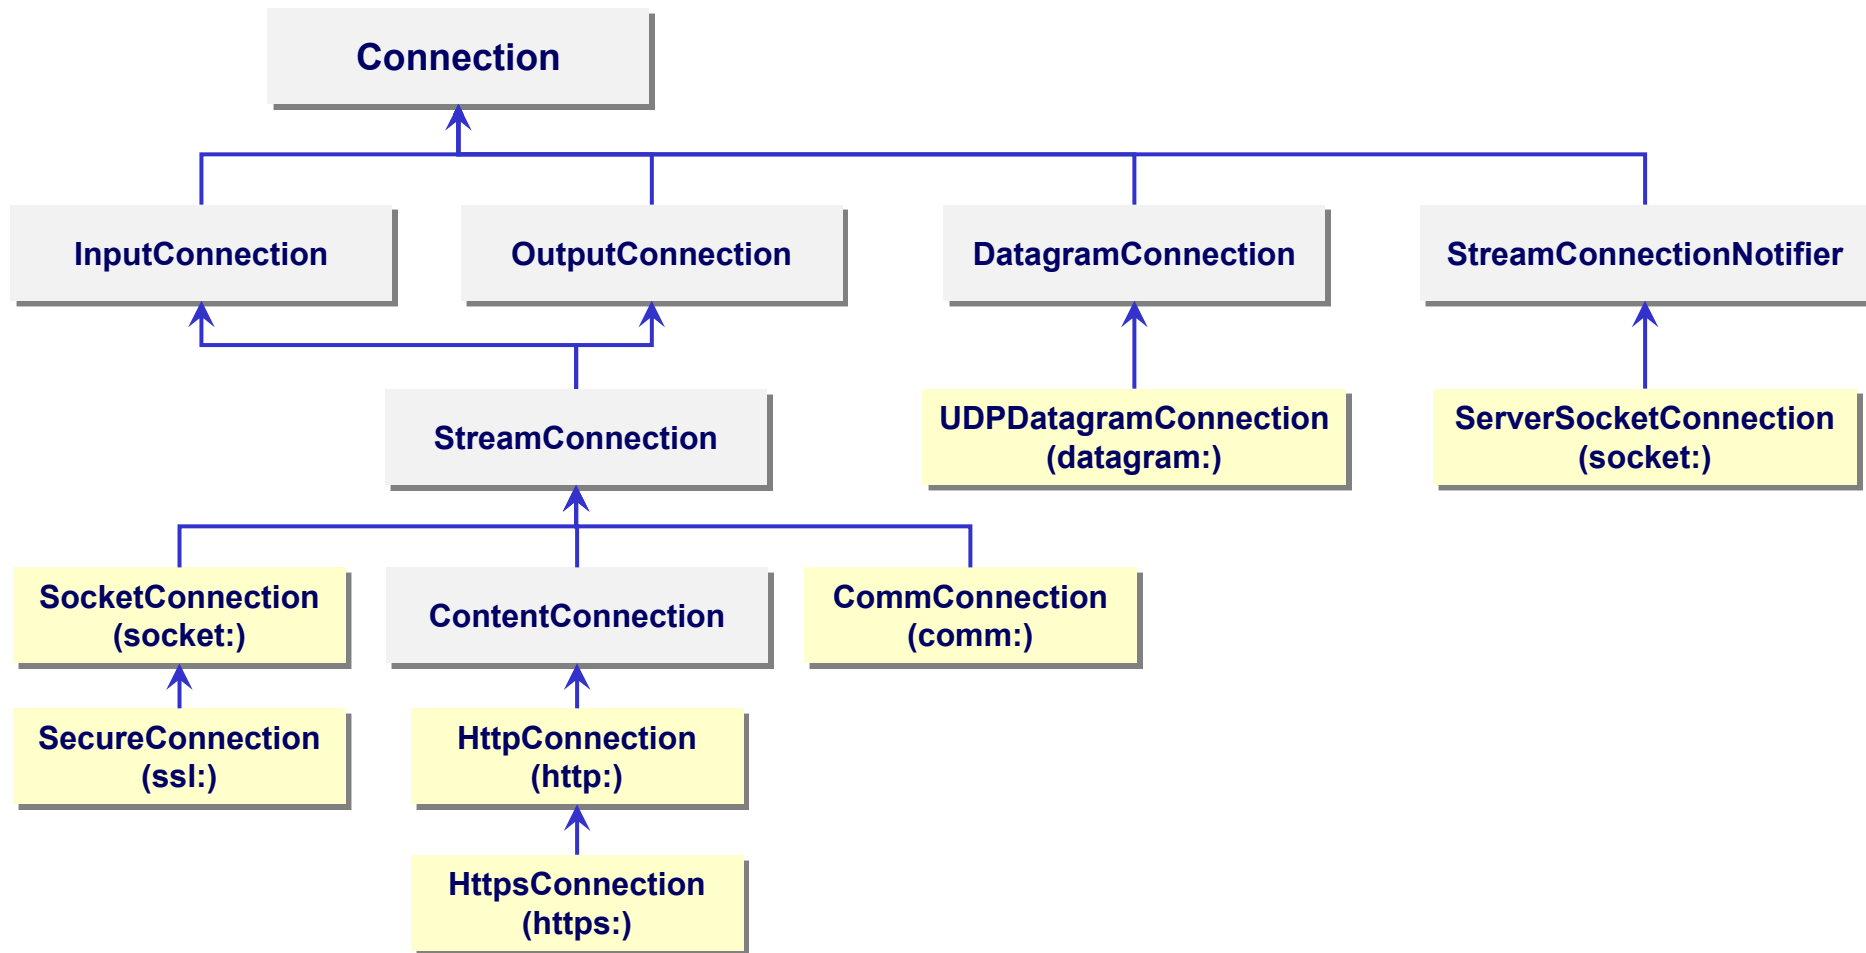 Connection
InputConnection
OutputConnection
DatagramConnection
StreamConnectionNotifier
StreamConnection
UDPDatagramConnection
(datagram:)
ServerSocketConnection
(socket:)
SocketConnection
(socket:)
ContentConnection
CommConnection
(comm:)
SecureConnection
(ssl:)
HttpConnection
(http:)
HttpsConnection
(https:)